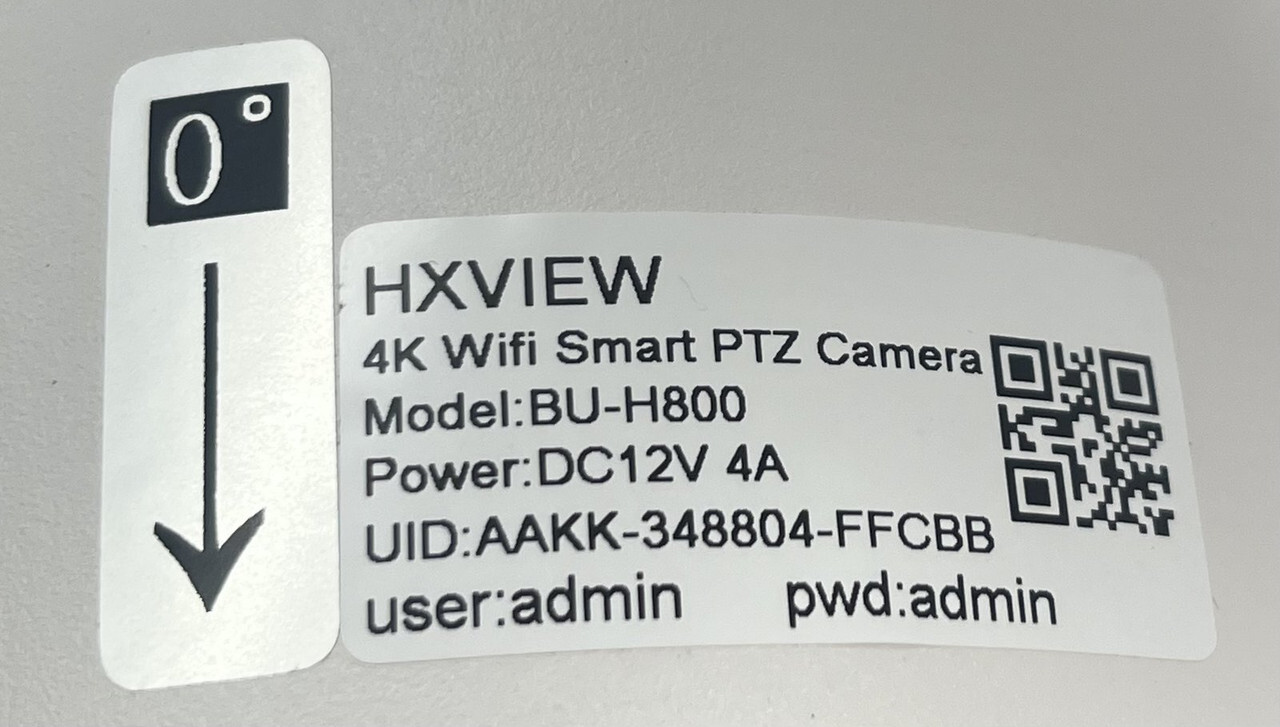 0°
HXVIEW
4K Wifi Smart PTZ Camera
Model:BU-H800
Power:DC12V 4A
UID:AAKK-348804-FFCBB
user:admin pwd:admin